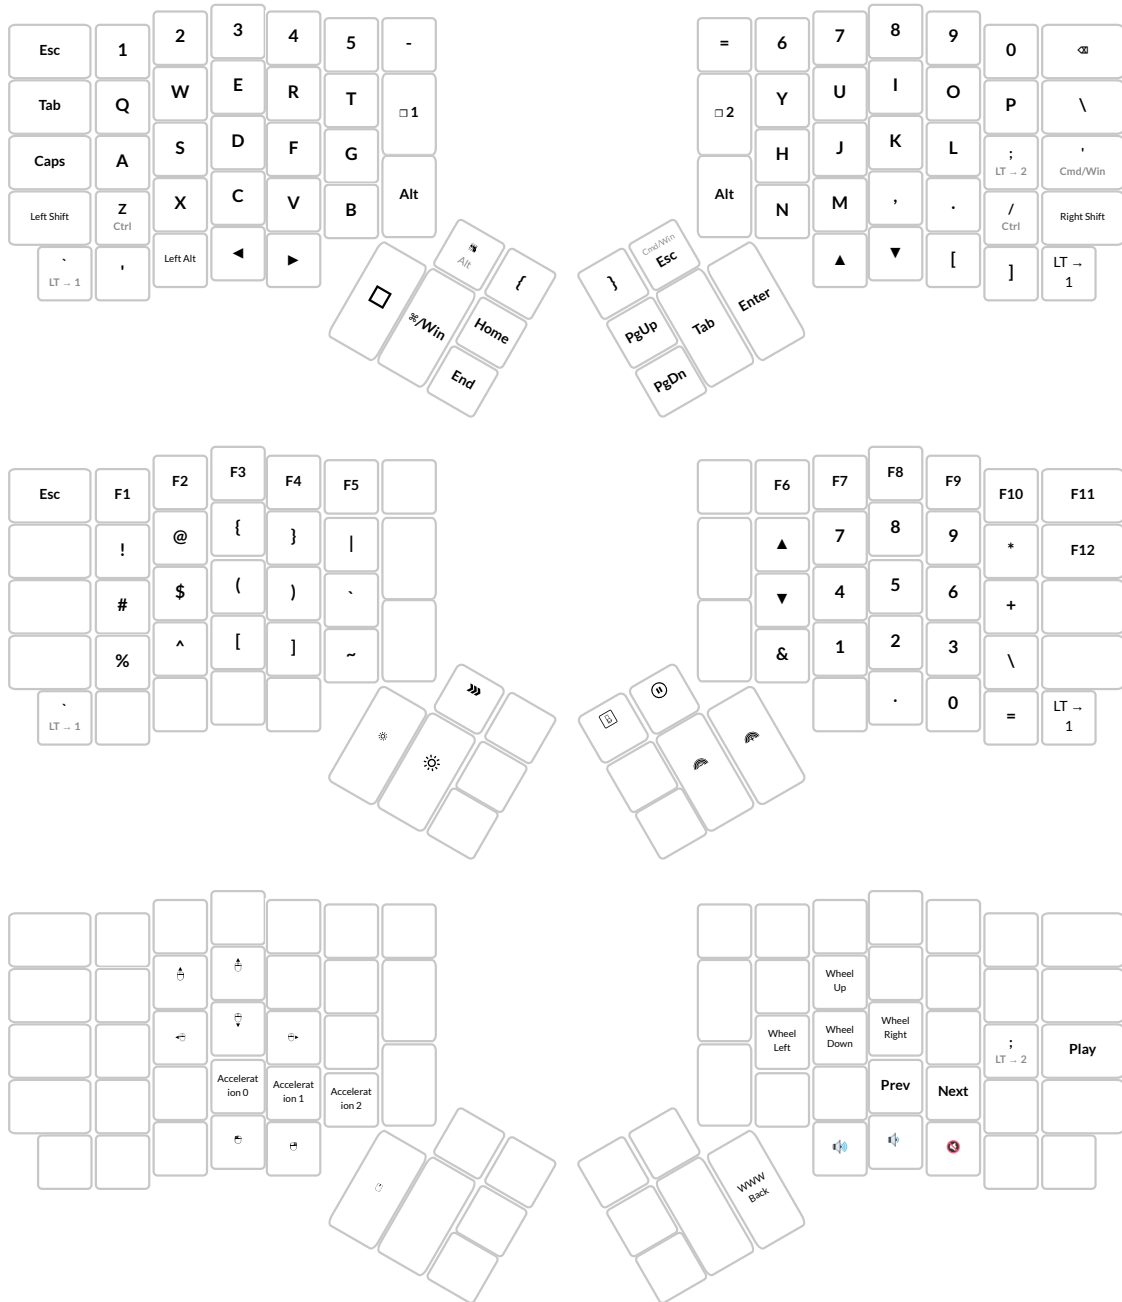 Esc 1 2 3 4 5 -
= 6 7 8 9 0 ⌫
Tab Q W E R T ❐ 1
❐ 2 Y U I O P \
Caps A S D F G
H J K L ; '
LT → 2 Cmd/Win
Left Shift Z X C V B Alt
Alt N M , . / Right Shift
Ctrl
Ctrl
` ' Left Alt ◄ ►
LT → 1
▲ ▼ [ ] LT →
1
Alt {
⌘/Win Home
End
} Cmd/Win
Esc
PgUp Tab Enter
PgDn
Esc F1 F2 F3 F4 F5
F6 F7 F8 F9 F10 F11
! @ { } |
▲ 7 8 9 * F12
# $ ( ) `
▼ 4 5 6 +
% ^ [ ] ~
& 1 2 3 \
`
LT → 1
. 0 = LT →
1
Wheel
Up
Wheel
Left
Wheel
Down
Wheel
Right
;
LT → 2
Play
Accelerat
ion 0
Accelerat
ion 1
Accelerat
ion 2
Prev Next
WWW
Back